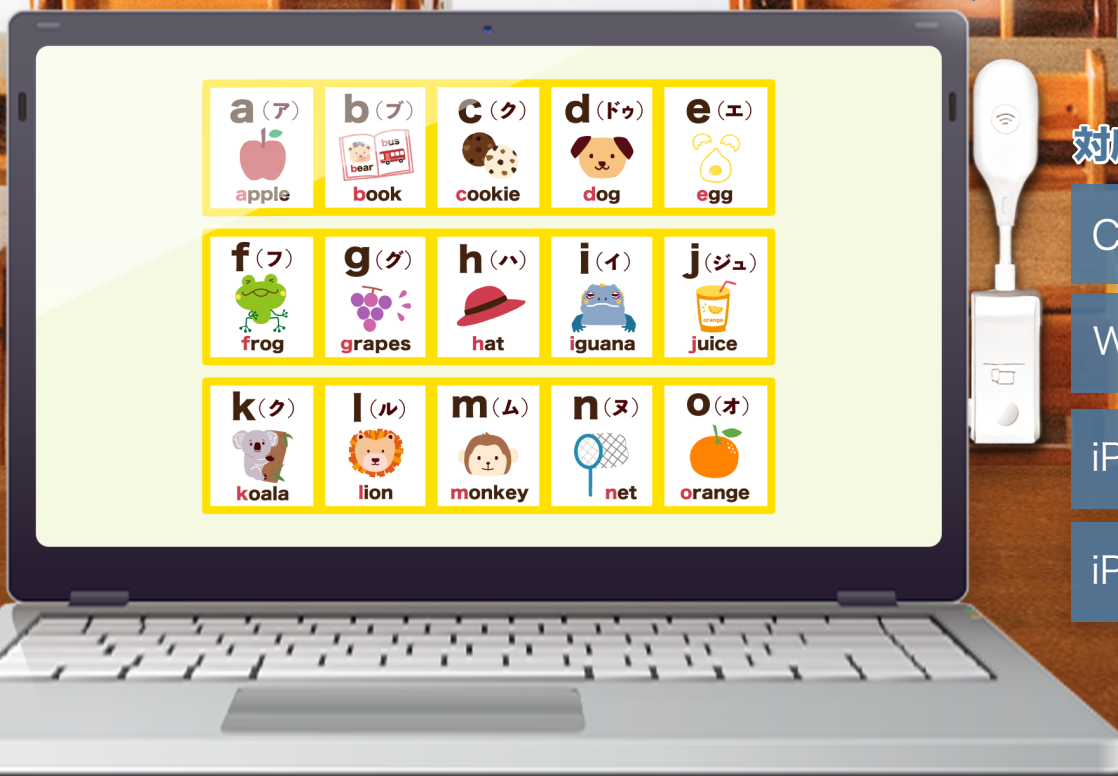 a（ア） b（ブ） c（ク） d（ドゥ） e（エ）
bear bus
apple book cookie dog egg
f（フ） g（グ） h（ハ） i（イ） j（ジュ）
orange
frog grapes hat iguana juice
k（ク） l（ル） m（ム） n（ヌ） o（オ）
koala lion monkey net orange
対
C
W
iP
iP